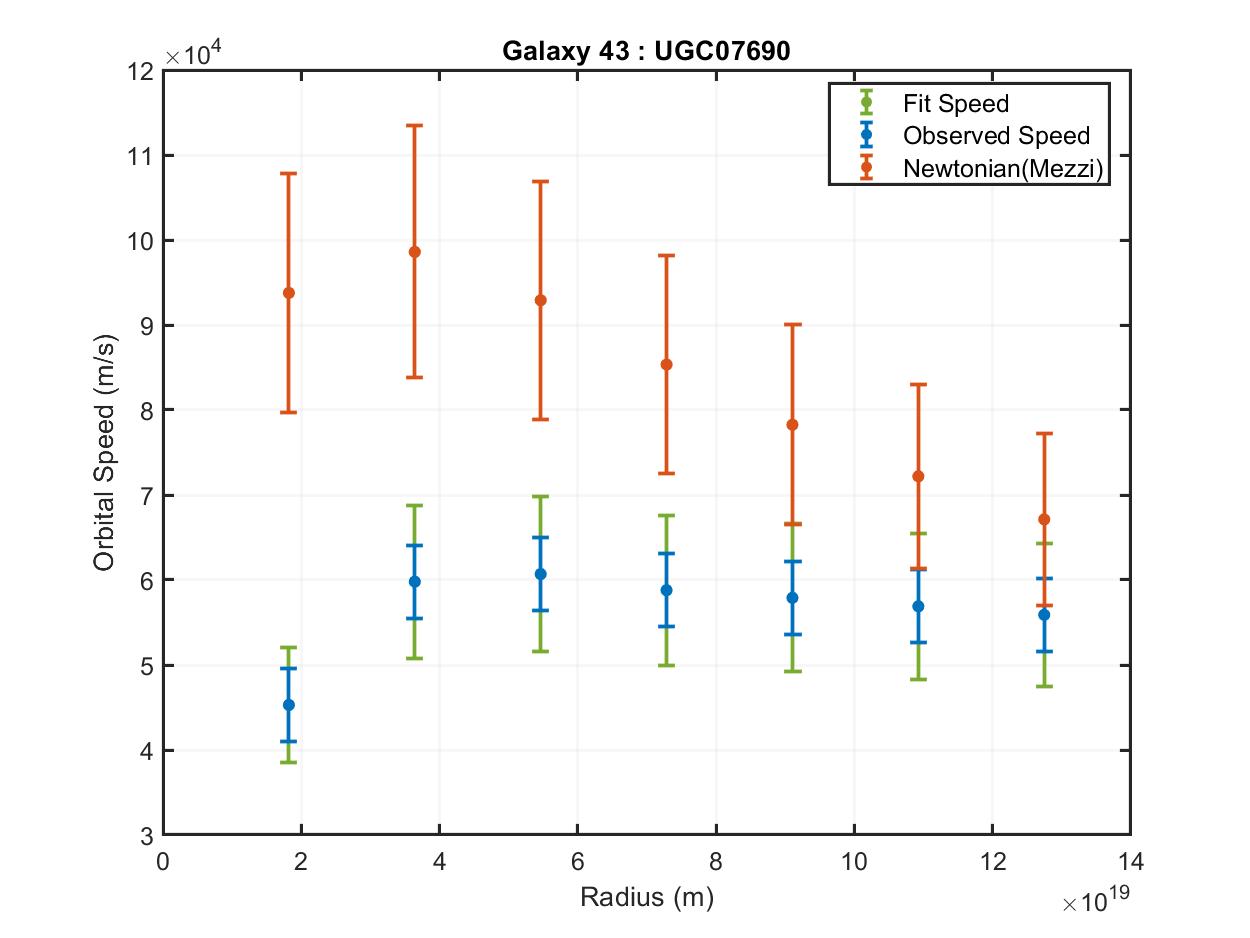 Galaxy 43 : UGC07690
×10^4
12
11
10
9
8
7
6
5
4
3
Orbital Speed (m/s)
Fit Speed
Observed Speed
Newtonian(Mezzi)
0 2 4 6 8 10 12 14
Radius (m)
×10^19